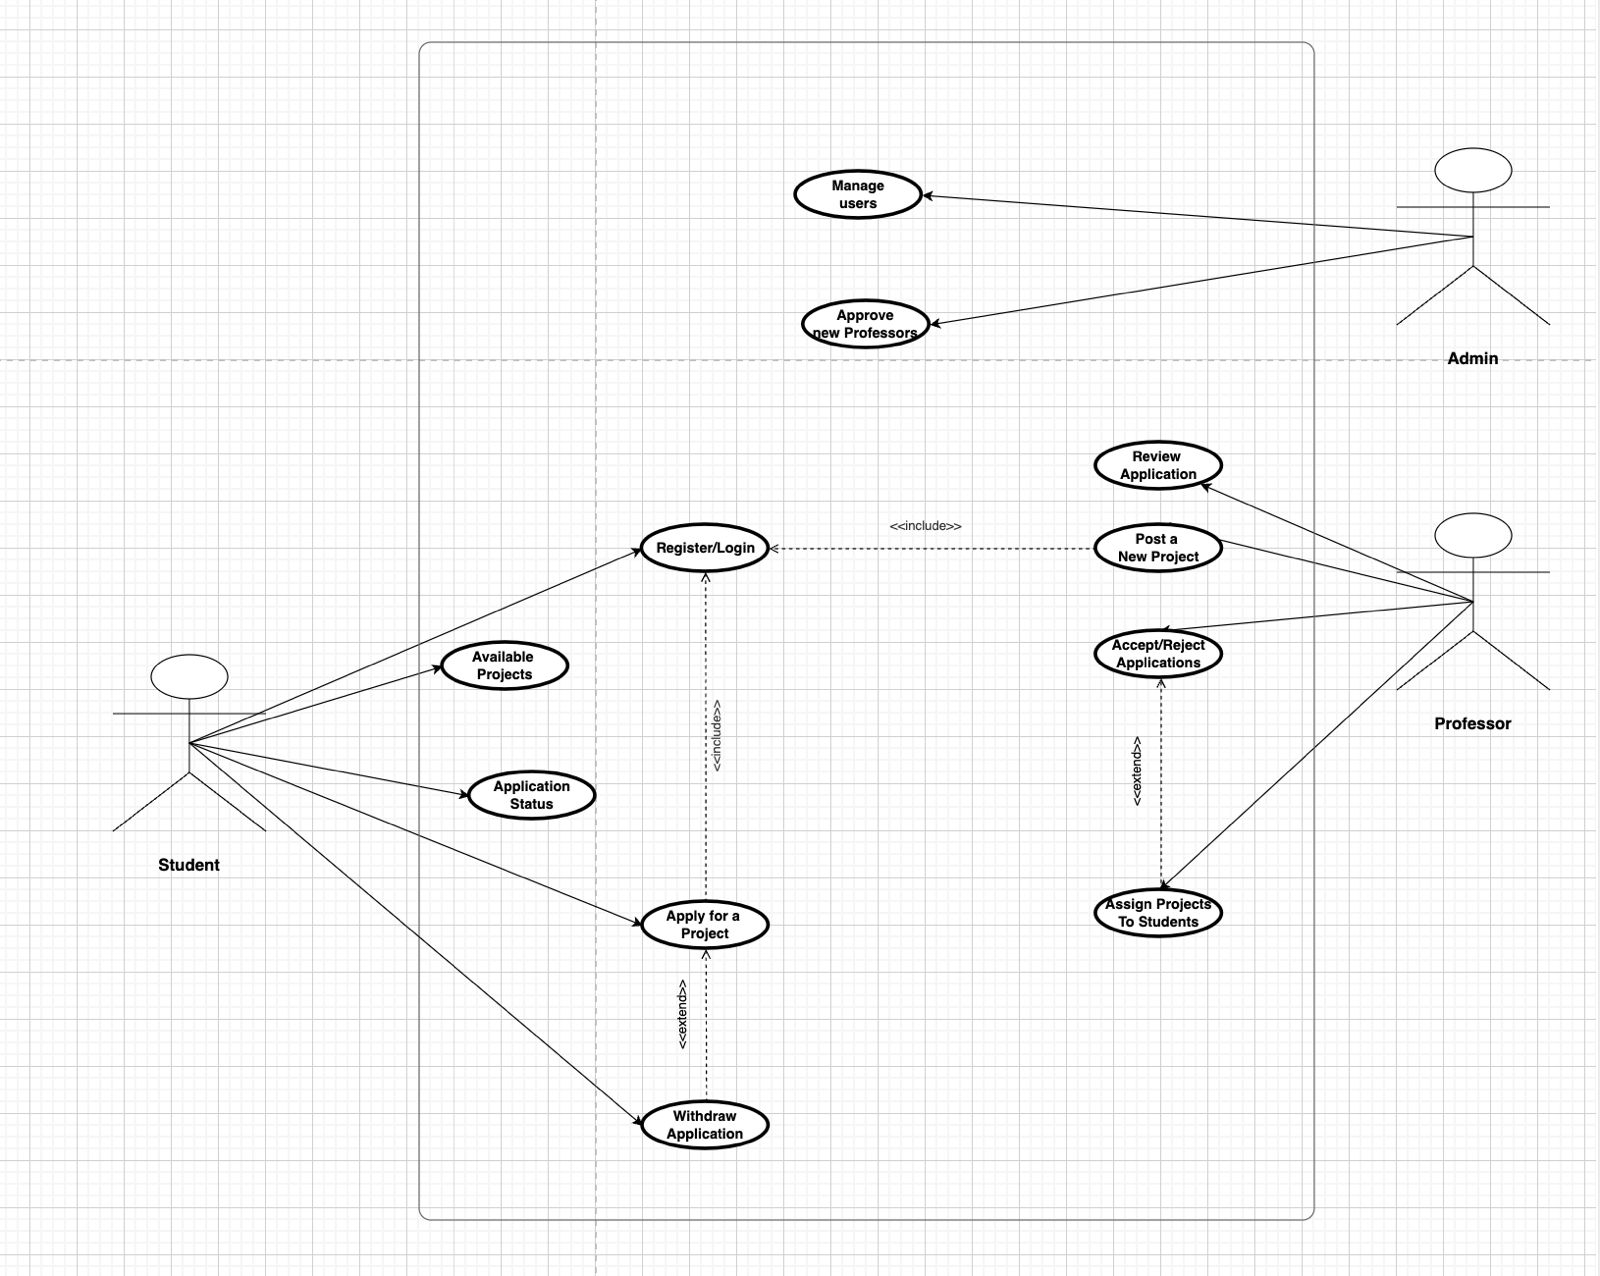 Manage
users
Approve
new Professors
Admin
Review
Application
<<include>>
Register/Login
Post a
New Project
Accept/Reject
Applications
Available
Projects
<<include>>
Professor
<<extend>>
Application
Status
Student
Apply for a
Project
Assign Projects
To Students
<<extend>>
Withdraw
Application